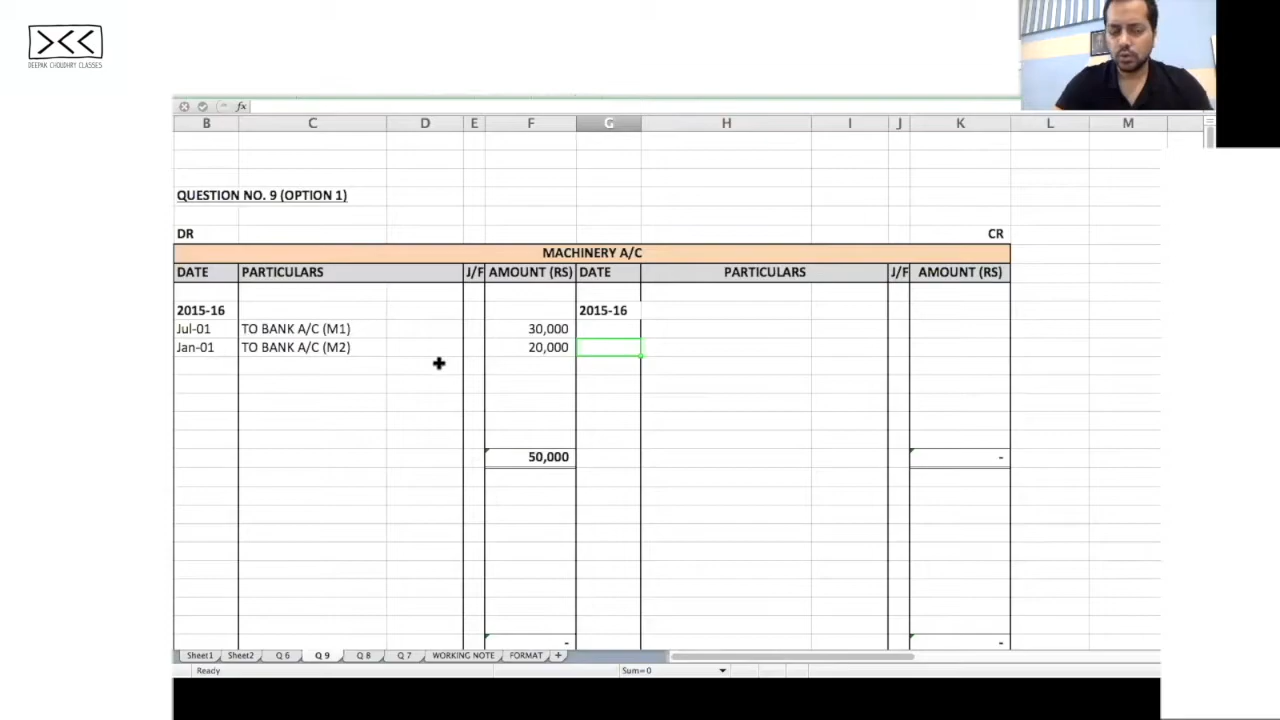 DEEPAK CHOUDHRY CLASSES
fx
B C D E F G H I J K L M
QUESTION NO. 9 (OPTION 1)
DR CR
MACHINERY A/C
DATE PARTICULARS J/F AMOUNT (RS) DATE PARTICULARS J/F AMOUNT (RS)
2015-16 2015-16
Jul-01 TO BANK A/C (M1) 30,000
Jan-01 TO BANK A/C (M2) 20,000
50,000 -
- -
Sheet1 Sheet2 Q 6 Q 9 Q 8 Q 7 WORKING NOTE FORMAT +
Ready Sum=0